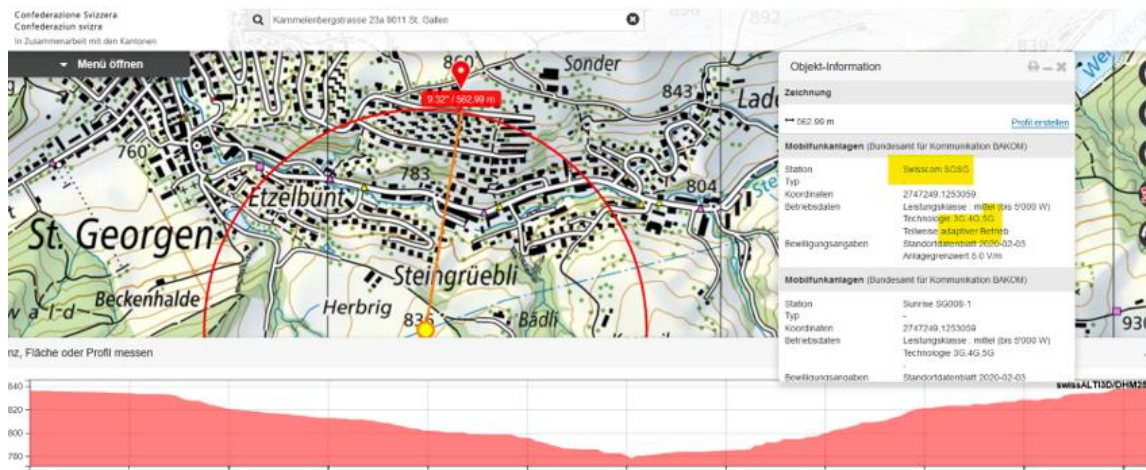 Confederazione Svizzera
Confederaziun svizra
In Zusammenarbeit mit den Kantonen
Kammelenbergstrasse 23a 9011 St. Gallen
Menü öffnen
896
892
839
860
Sonder
843
9.32° / 562.99 m
760
783
804
Etzelbünt
St. Georgen
Steingrüebli
Beckenhalde
Herbrig
836
Bädli
930
Objekt-Information
Zeichnung
562.99 m
Profil erstellen
Mobilfunkanlagen (Bundesamt für Kommunikation BAKOM)
Station Swisscom SGSG
Typ -
Koordinaten 2747249,1253059
Betriebsdaten Leistungsklasse : mittel (bis 5'000 W)
Technologie 3G,4G,5G
Teilweise adaptiver Betrieb
Bewilligungsangaben Standortdatenblatt 2020-02-03
Anlagegrenzwert 5.0 V/m
Mobilfunkanlagen (Bundesamt für Kommunikation BAKOM)
Station Sunrise SG008-1
Typ -
Koordinaten 2747249,1253059
Betriebsdaten Leistungsklasse : mittel (bis 5'000 W)
Technologie 3G,4G,5G
-
Bewilligungsangaben Standortdatenblatt 2020-02-03
nz, Fläche oder Profil messen
swissALTI3D/DHM25
840
820
800
780